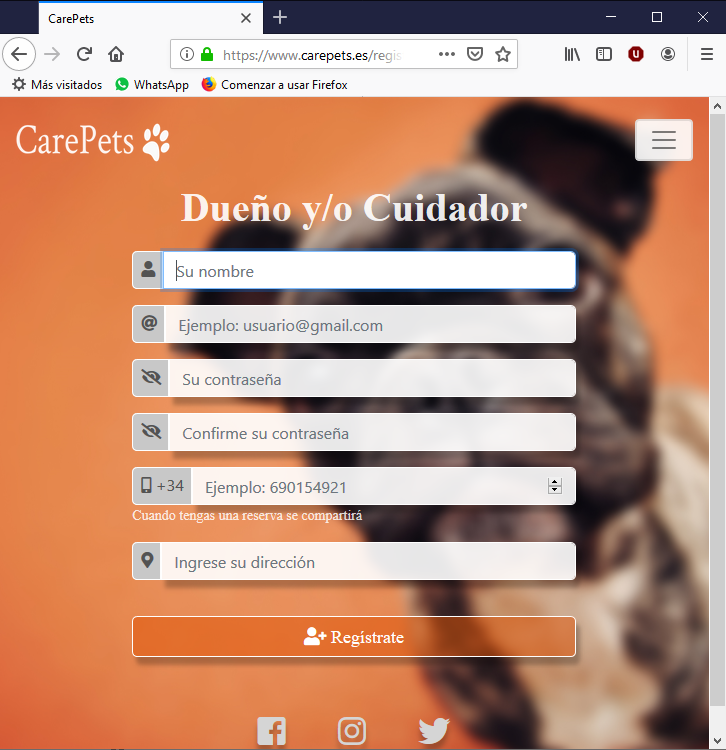 CarePets
https://www.carepets.es/regis
Más visitados WhatsApp Comenzar a usar Firefox
CarePets
Dueño y/o Cuidador
Su nombre
@ Ejemplo: usuario@gmail.com
Su contraseña
Confirme su contraseña
+34 Ejemplo: 690154921
Cuando tengas una reserva se compartirá
Ingrese su dirección
Regístrate